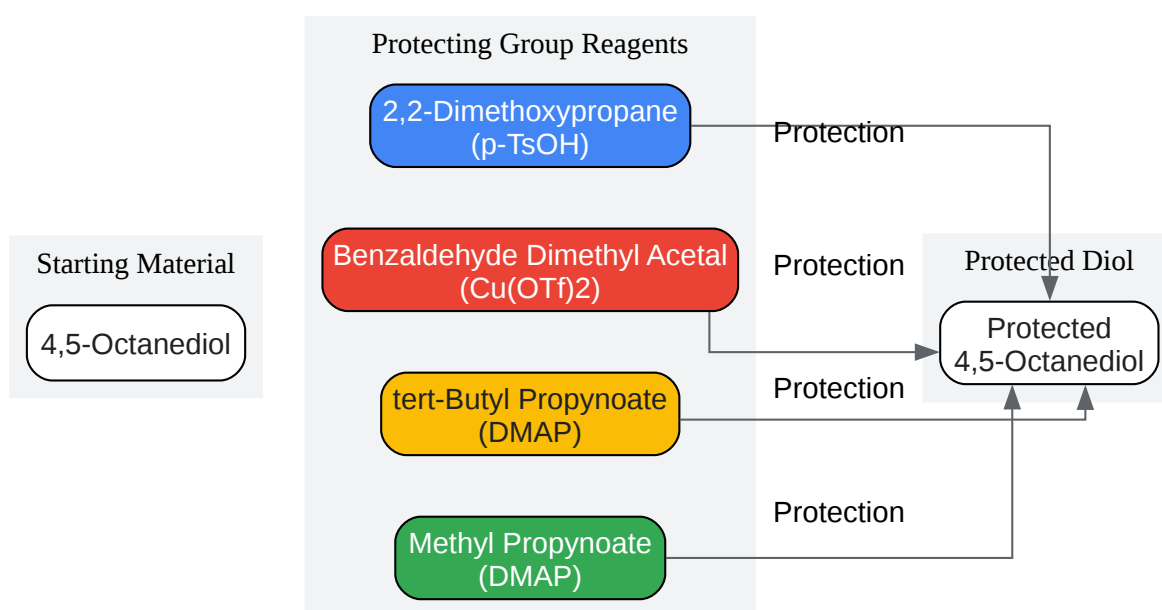 Starting Material
4,5-Octanediol
Protecting Group Reagents
2,2-Dimethoxypropane
(p-TsOH)
Benzaldehyde Dimethyl Acetal
(Cu(OTf)2)
tert-Butyl Propynoate
(DMAP)
Methyl Propynoate
(DMAP)
Protection
Protection
Protection
Protection
Protected Diol
Protected
4,5-Octanediol